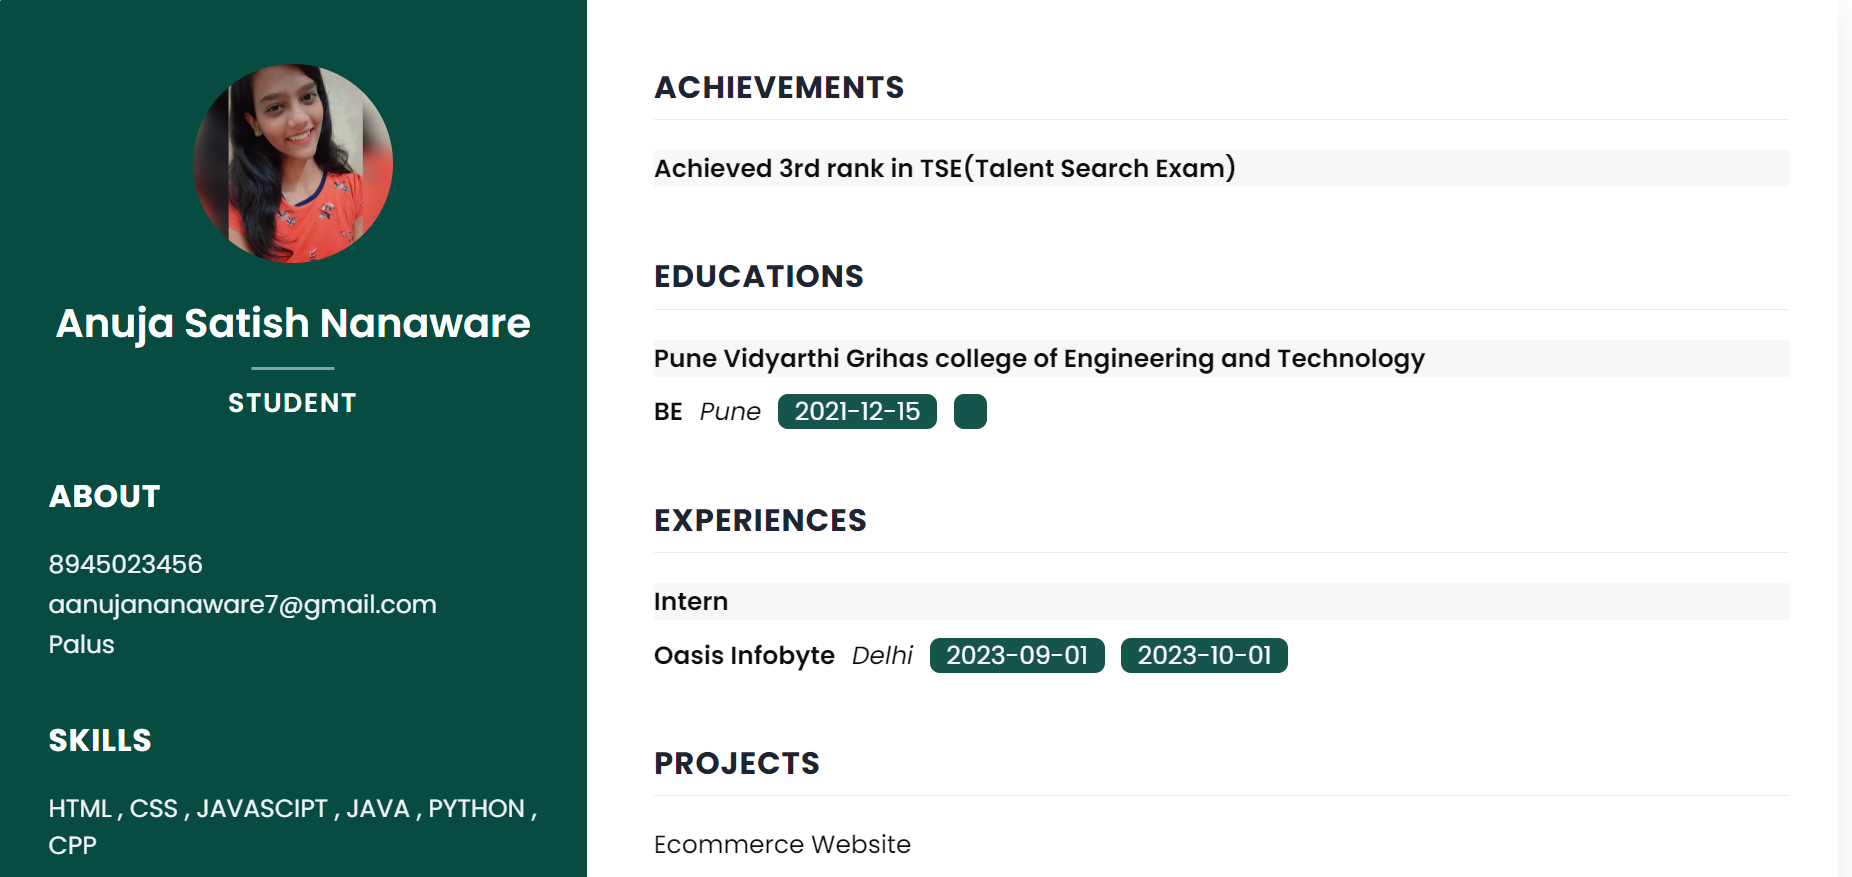 Anuja Satish Nanaware
STUDENT
ABOUT
8945023456
aanujananaware7@gmail.com
Palus
SKILLS
HTML , CSS , JAVASCIPT , JAVA , PYTHON ,
CPP
ACHIEVEMENTS
Achieved 3rd rank in TSE(Talent Search Exam)
EDUCATIONS
Pune Vidyarthi Grihas college of Engineering and Technology
BE Pune 2021-12-15
EXPERIENCES
Intern
Oasis Infobyte Delhi 2023-09-01 2023-10-01
PROJECTS
Ecommerce Website